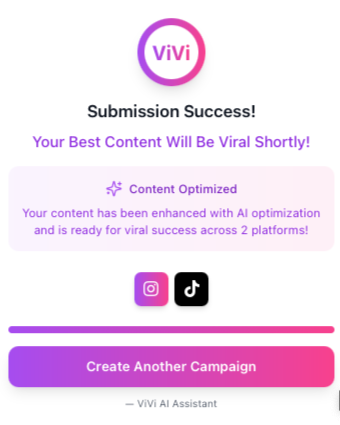 ViVi
Submission Success!
Your Best Content Will Be Viral Shortly!
Content Optimized
Your content has been enhanced with AI optimization
and is ready for viral success across 2 platforms!
Create Another Campaign
— ViVi AI Assistant